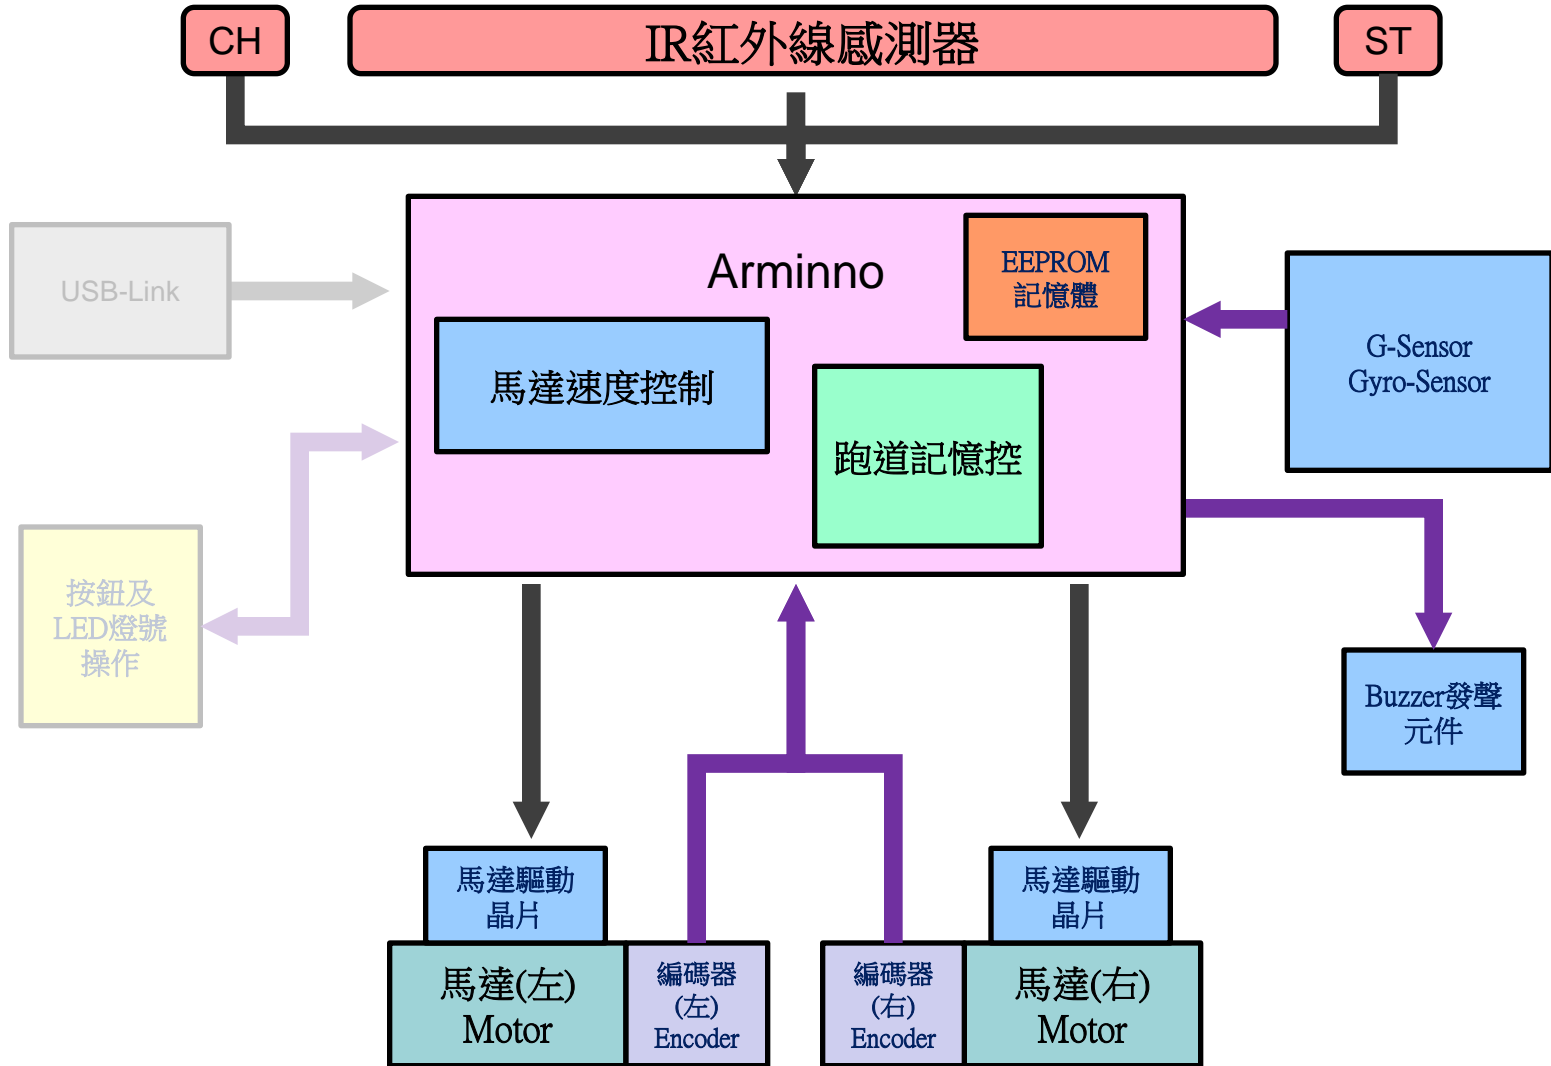 CH
IR紅外線感測器
ST
Arminno
EEPROM
記憶體
USB-Link
G-Sensor
Gyro-Sensor
馬達速度控制
跑道記憶控
按鈕及
LED燈號
操作
Buzzer發聲
元件
馬達驅動
晶片
馬達驅動
晶片
馬達(左)
Motor
編碼器
(左)
Encoder
編碼器
(右)
Encoder
馬達(右)
Motor